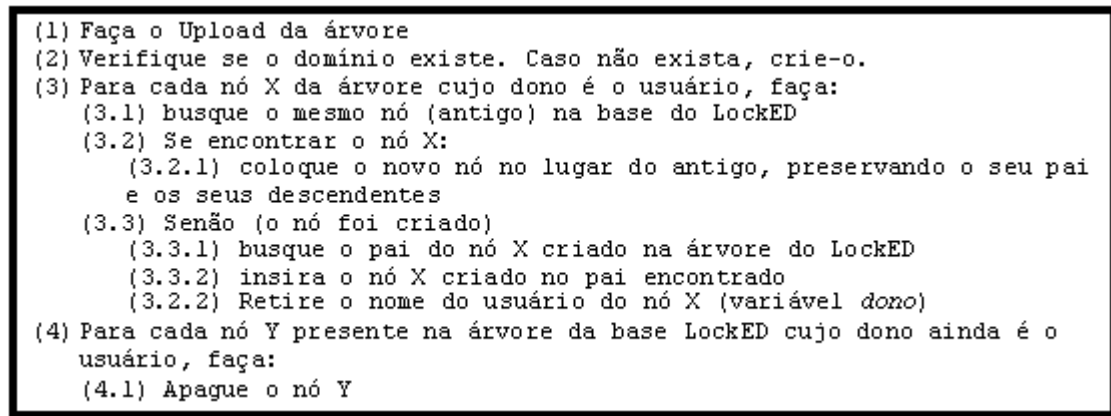 (1) Faça o Upload da árvore
(2) Verifique se o domínio existe. Caso não exista, crie-o.
(3) Para cada nó X da árvore cujo dono é o usuário, faça:
(3.1) busque o mesmo nó (antigo) na base do LockED
(3.2) Se encontrar o nó X:
(3.2.1) coloque o novo nó no lugar do antigo, preservando o seu pai
e os seus descendentes
(3.3) Senão (o nó foi criado)
(3.3.1) busque o pai do nó X criado na árvore do LockED
(3.3.2) insira o nó X criado no pai encontrado
(3.2.2) Retire o nome do usuário do nó X (variável dono)
(4) Para cada nó Y presente na árvore da base LockED cujo dono ainda é o
usuário, faça:
(4.1) Apague o nó Y